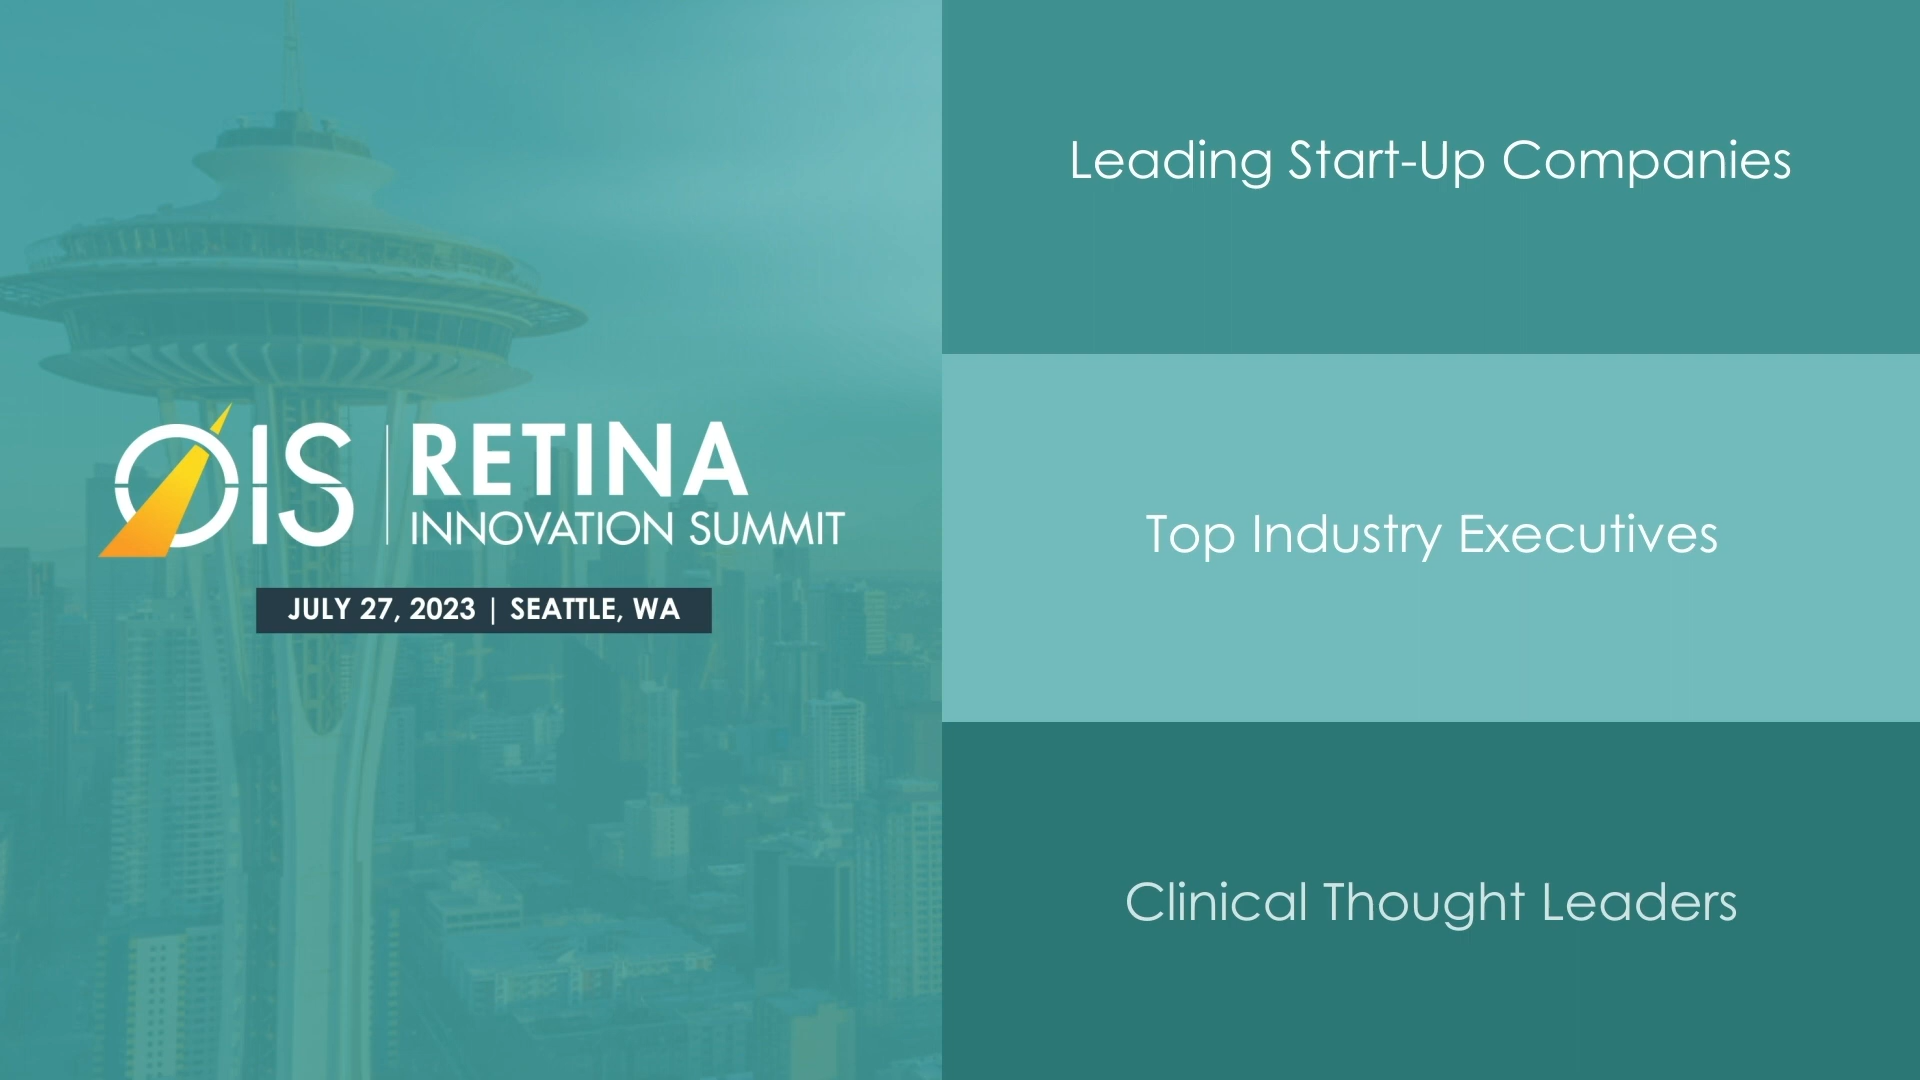 OIS
RETINA
INNOVATION SUMMIT
JULY 27, 2023 | SEATTLE, WA
Leading Start-Up Companies
Top Industry Executives
Clinical Thought Leaders